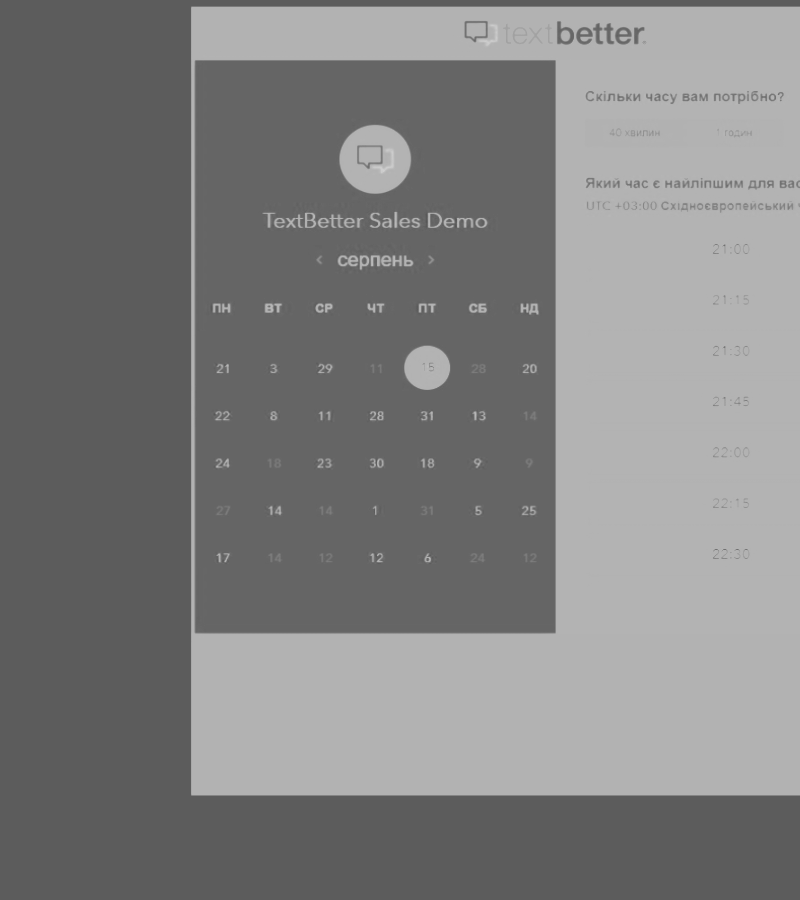 textbetter.
TextBetter Sales Demo
< серпень >
ПН ВТ СР ЧТ ПТ СБ НД
21 3 29 11 15 28 20
22 8 11 28 31 13 14
24 18 23 30 18 9 9
27 14 14 1 31 5 25
17 14 12 12 6 24 12
Скільки часу вам потрібно?
40 хвилин 1 годин
Який час є найліпшим для вас
UTC +03:00 Східноєвропейський
21:00
21:15
21:30
21:45
22:00
22:15
22:30